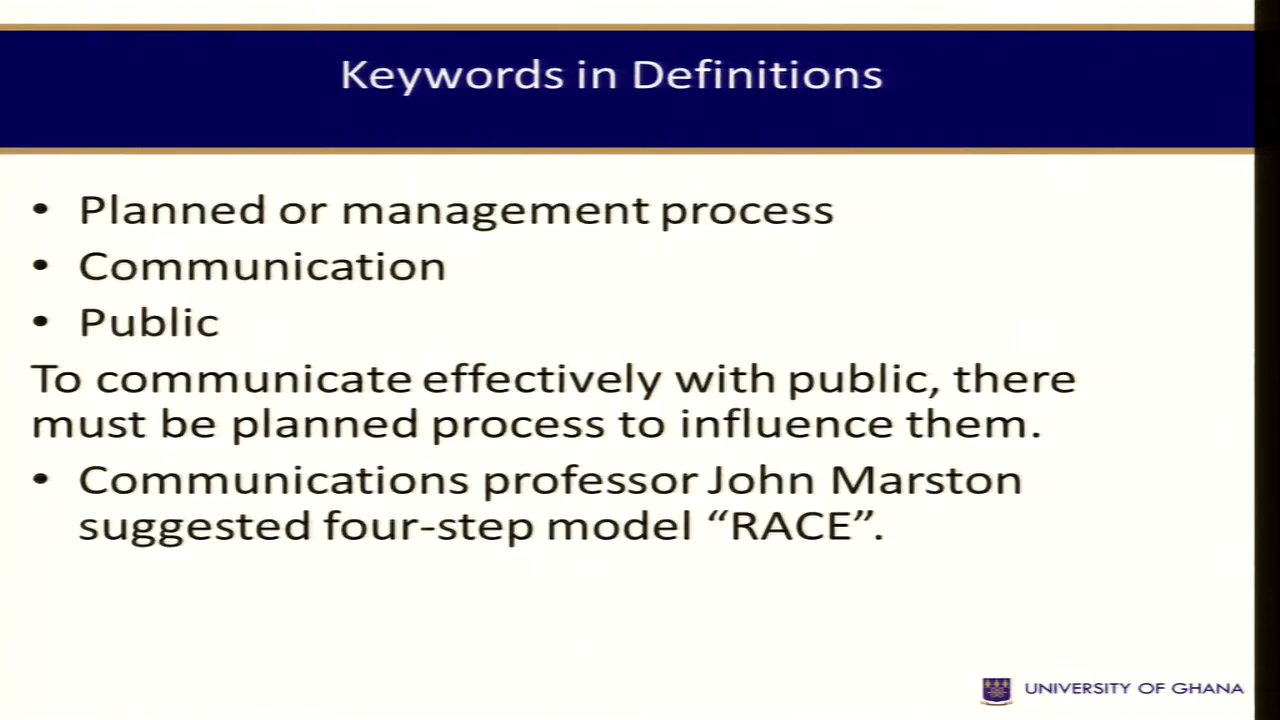 Keywords in Definitions
• Planned or management process
• Communication
• Public
To communicate effectively with public, there
must be planned process to influence them.
• Communications professor John Marston
suggested four-step model “RACE”.
UNIVERSITY OF GHANA